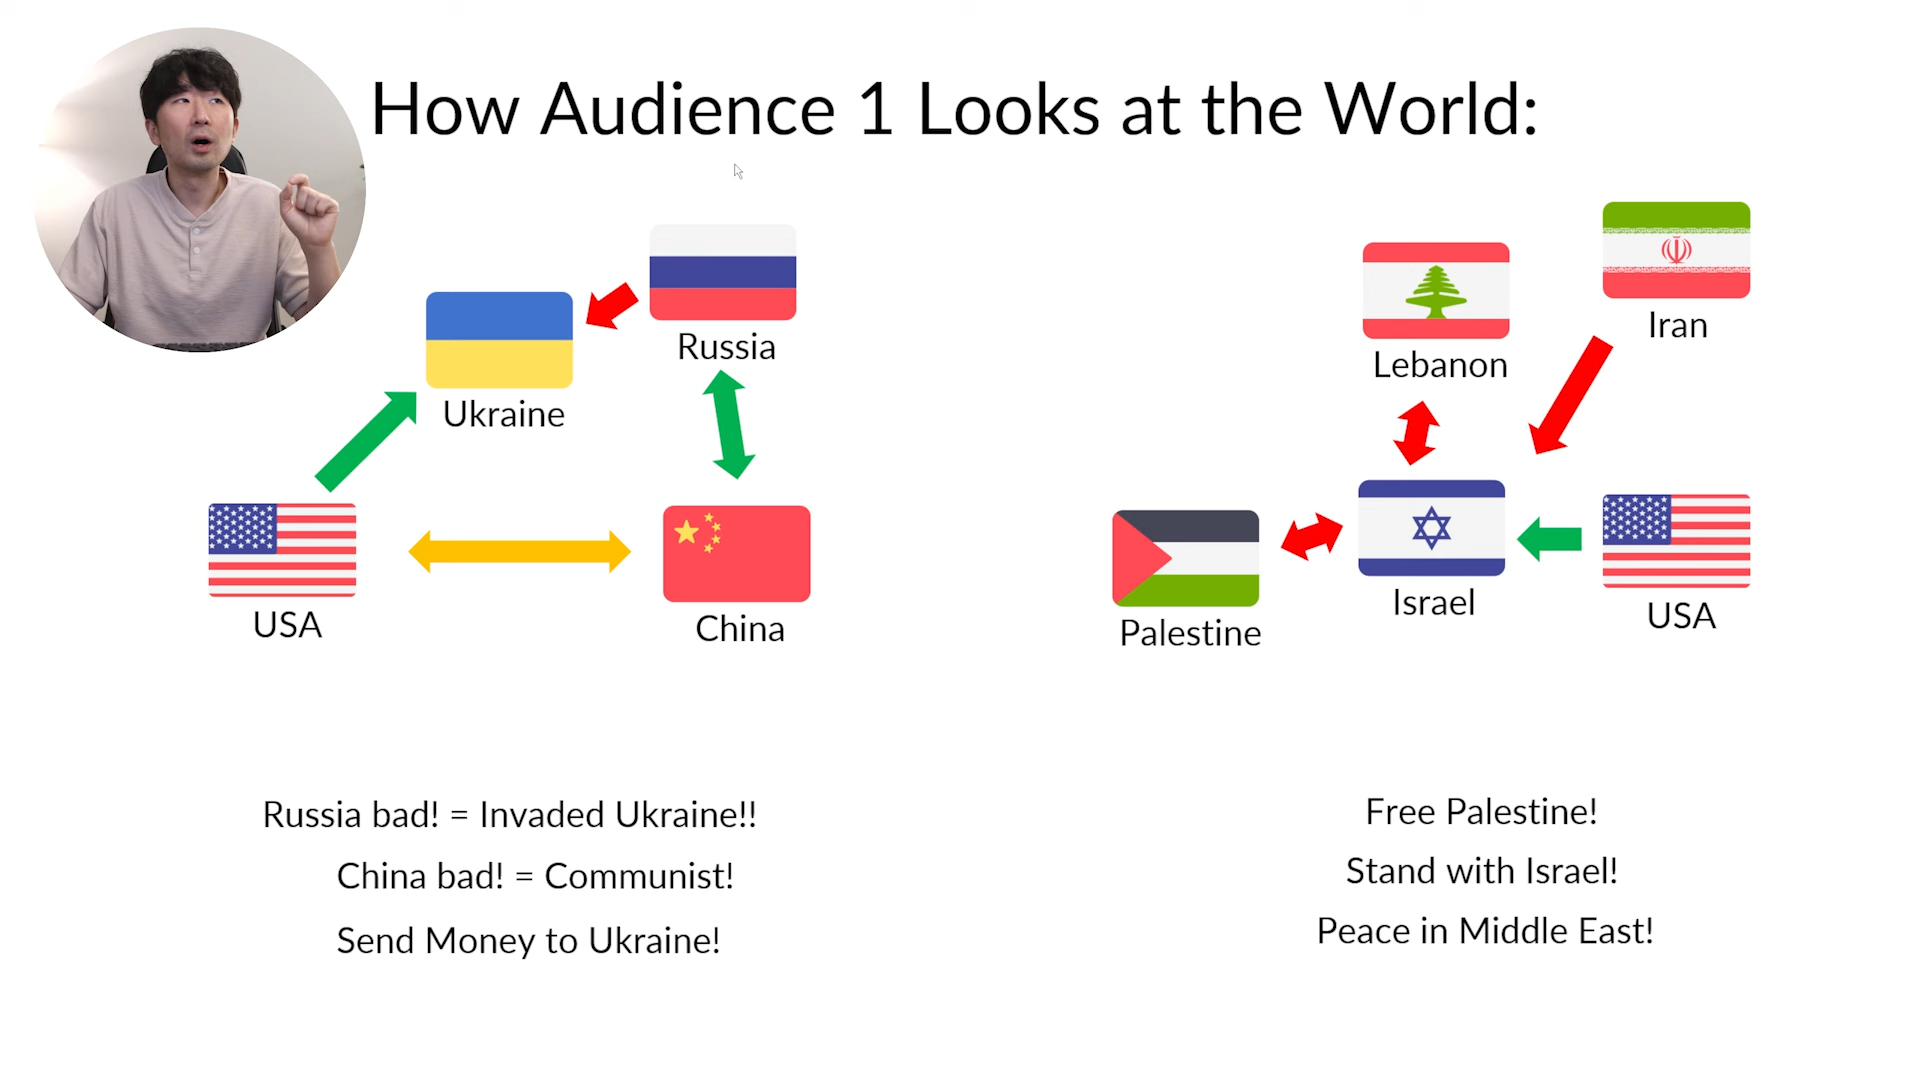 How Audience 1 Looks at the World:
Russia
Ukraine
USA
China
Lebanon
Iran
Palestine
Israel
USA
Russia bad! = Invaded Ukraine!!
China bad! = Communist!
Send Money to Ukraine!
Free Palestine!
Stand with Israel!
Peace in Middle East!